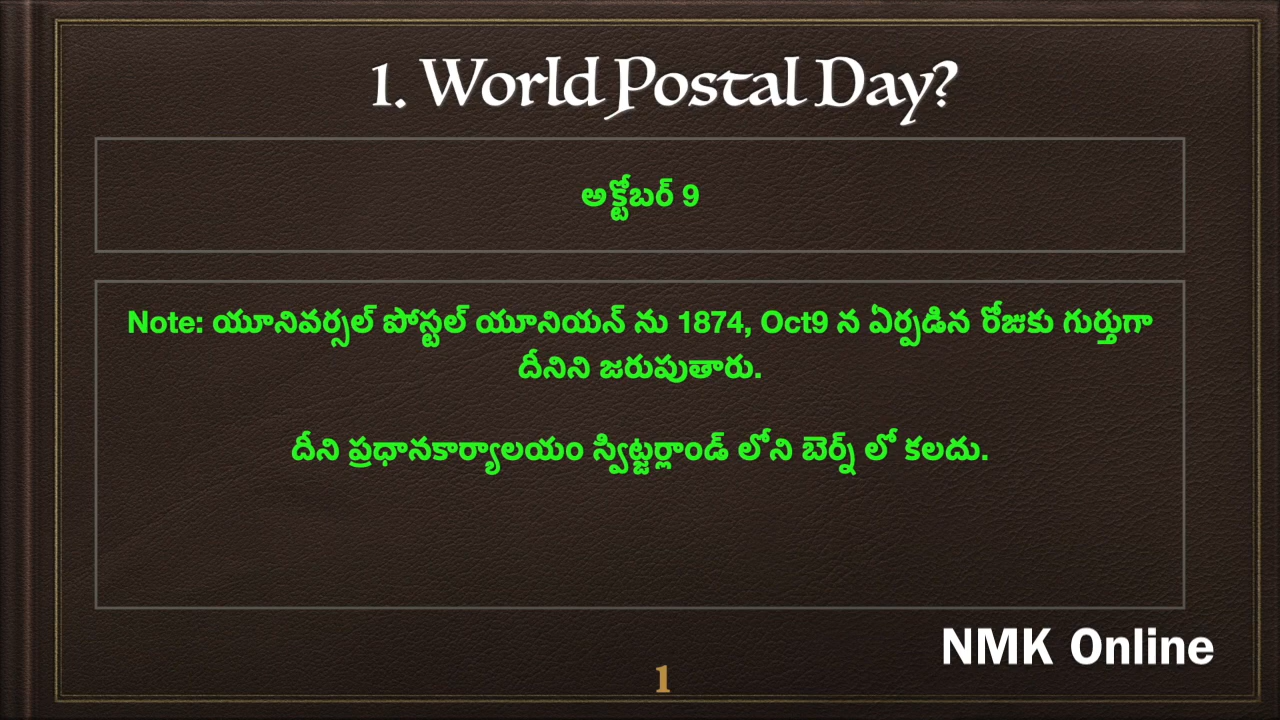 1. World Postal Day?
అక్టోబర్ 9
Note: యూనివర్సల్ పోస్టల్ యూనియన్ ను 1874, Oct9 న ఏర్పడిన రోజుకు గుర్తుగా
దీనిని జరుపుతారు.
దీని ప్రధానకార్యాలయం స్విట్జర్లాండ్ లోని బెర్న్ లో కలదు.
NMK Online
1